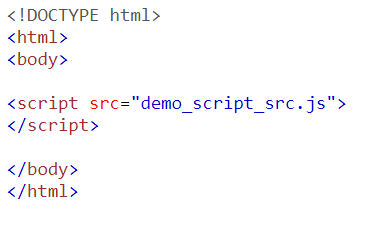 <!DOCTYPE html>
<html>
<body>

<script src="demo_script_src.js">
</script>

</body>
</html>